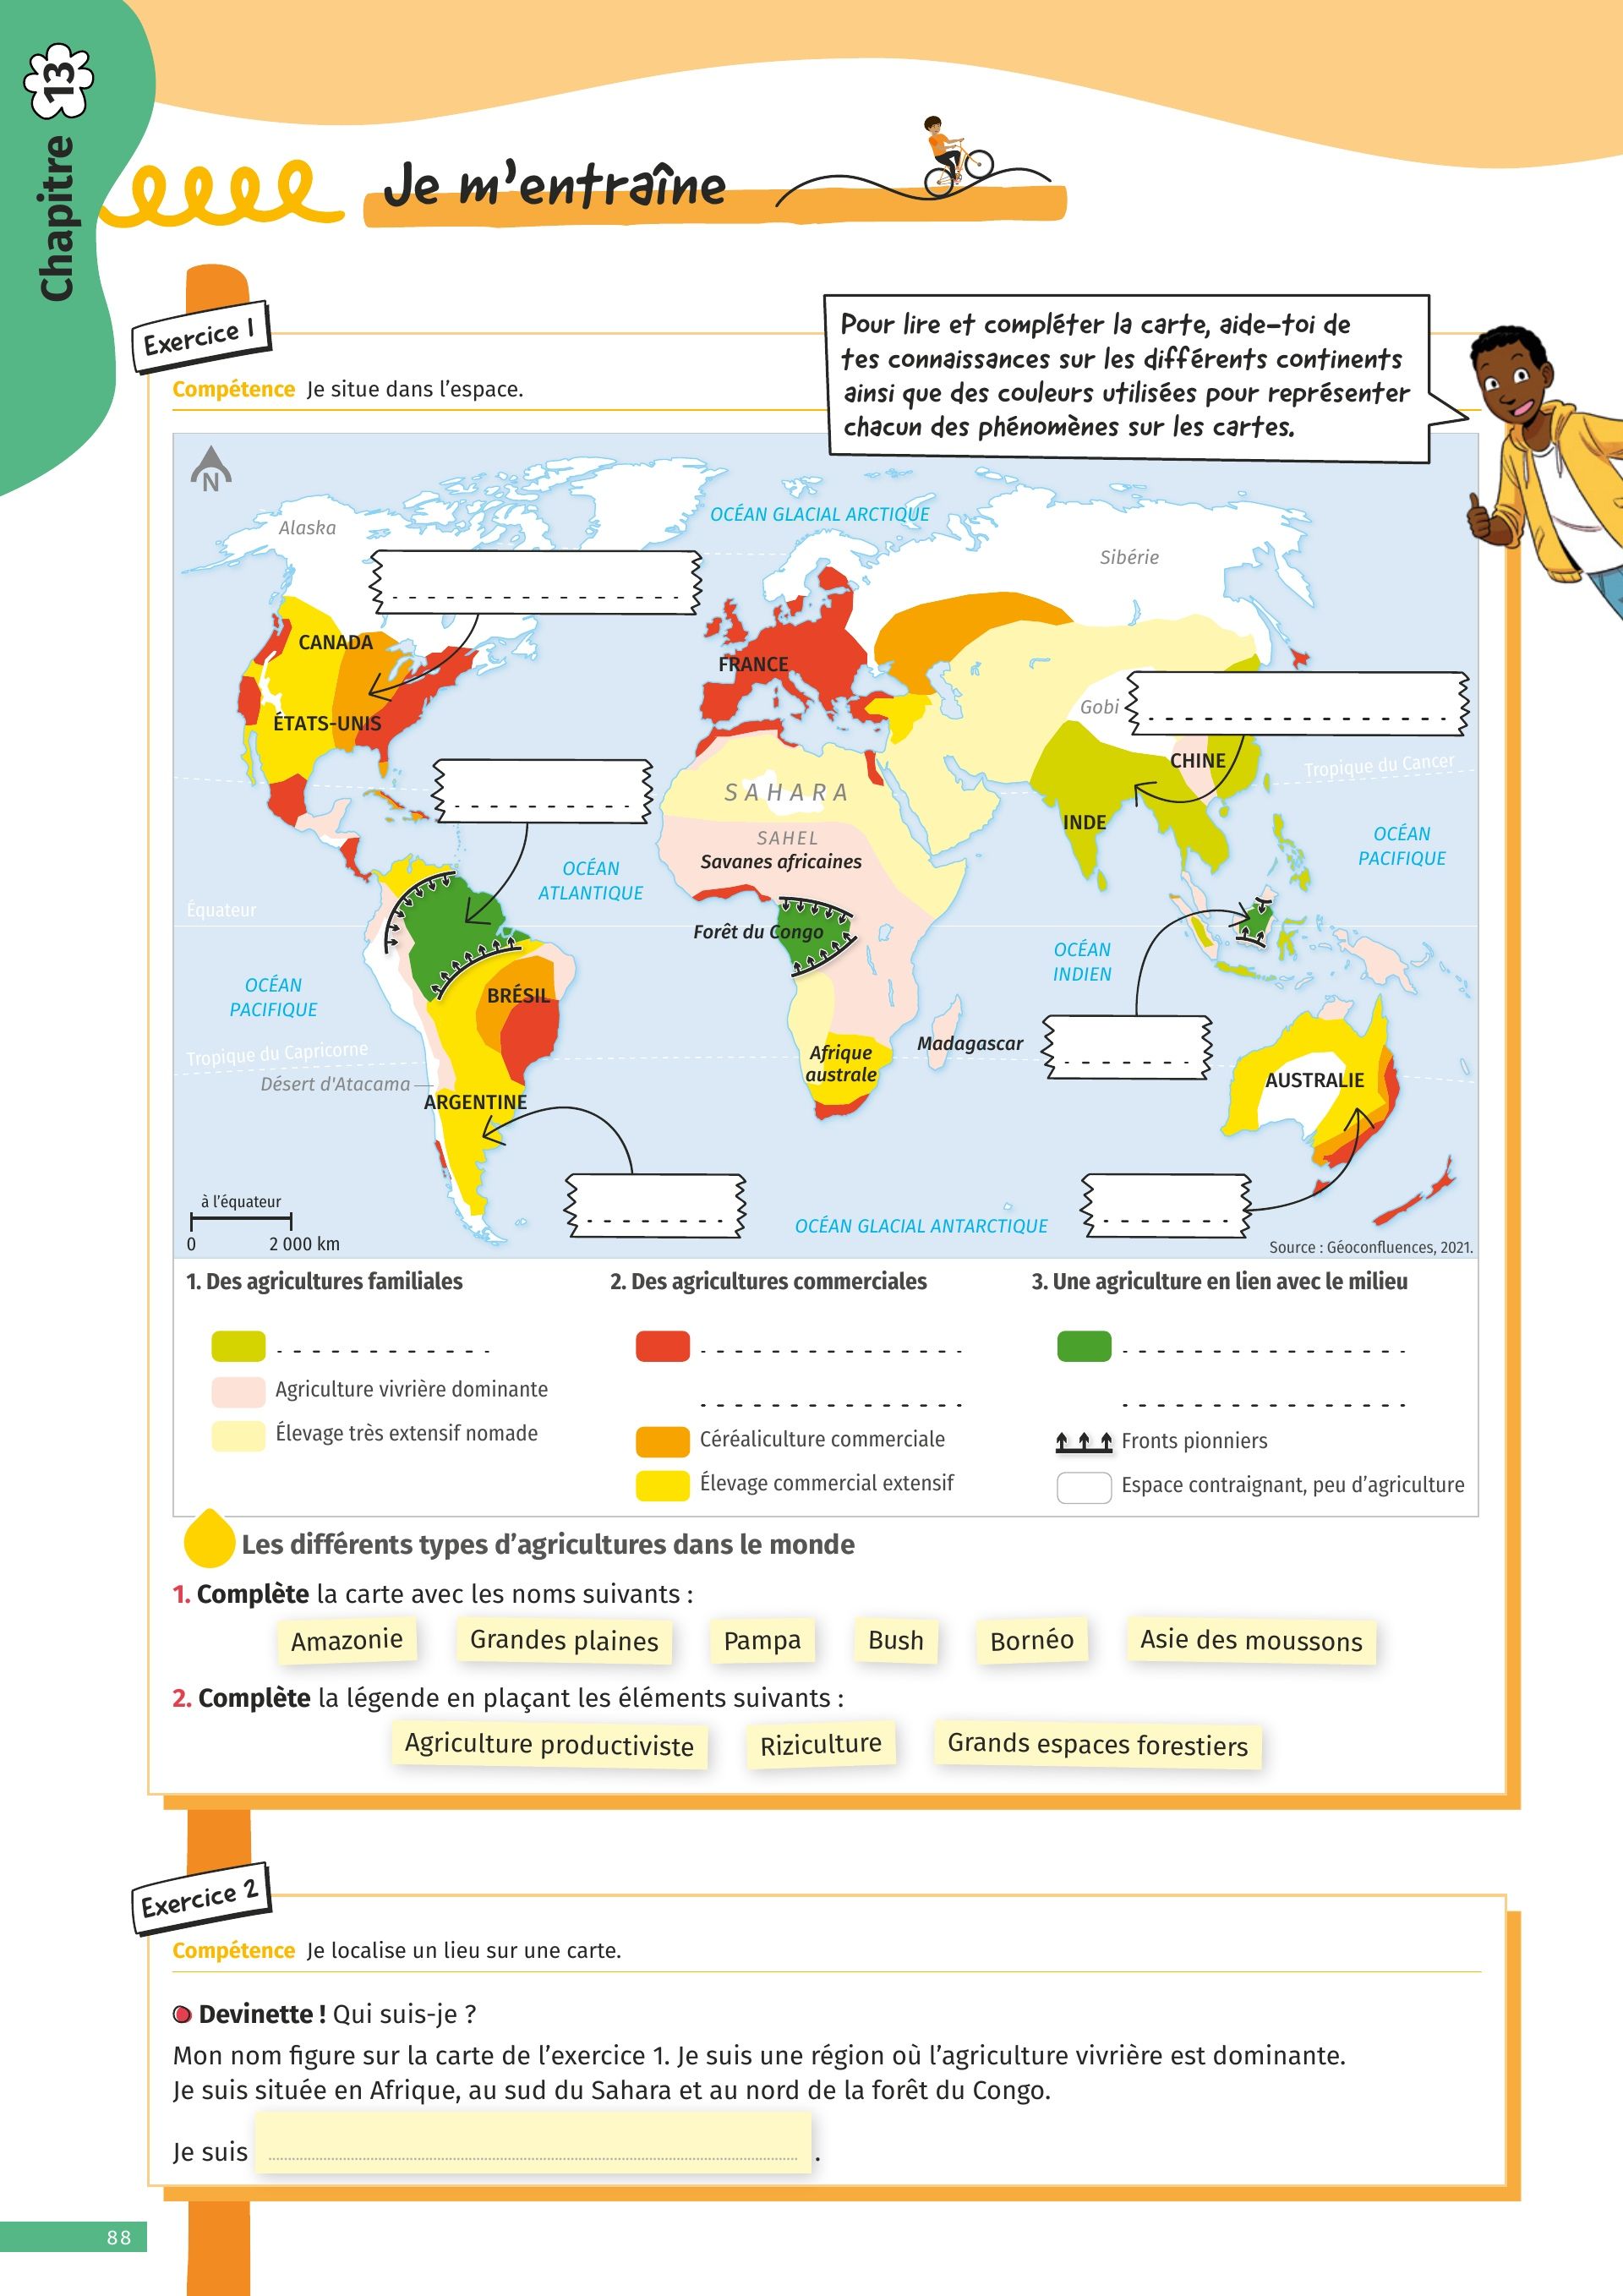 Chapitre 13
Je m'entraîne
Exercice 1
Pour lire et compléter la carte, aide-toi de
tes connaissances sur les différents continents
ainsi que des couleurs utilisées pour représenter
chacun des phénomènes sur les cartes.
Compétence Je situe dans l'espace.
N
OCÉAN GLACIAL ARCTIQUE
Alaska
Sibérie
CANADA
FRANCE
Gobi
ÉTATS-UNIS
CHINE
Tropique du Cancer
SAHARA
INDE
SAHEL
OCÉAN
PACIFIQUE
Savanes africaines
OCÉAN
ATLANTIQUE
Équateur
Forêt du Congo
OCÉAN
INDIEN
OCÉAN
PACIFIQUE
BRÉSIL
Madagascar
Tropique du Capricorne
Afrique
australe
Désert d'Atacama
AUSTRALIE
ARGENTINE
à l'équateur
0 2 000 km
OCÉAN GLACIAL ANTARCTIQUE
Source : Géoconfluences, 2021.
1. Des agricultures familiales
Agriculture vivrière dominante
Élevage très extensif nomade
2. Des agricultures commerciales
Céréaliculture commerciale
Élevage commercial extensif
3. Une agriculture en lien avec le milieu
Fronts pionniers
Espace contraignant, peu d'agriculture
Les différents types d'agricultures dans le monde
1. Complète la carte avec les noms suivants :
Amazonie Grandes plaines Pampa Bush Bornéo Asie des moussons
2. Complète la légende en plaçant les éléments suivants :
Agriculture productiviste Riziculture Grands espaces forestiers
Exercice 2
Compétence Je localise un lieu sur une carte.
Devinette ! Qui suis-je ?
Mon nom figure sur la carte de l'exercice 1. Je suis une région où l'agriculture vivrière est dominante.
Je suis située en Afrique, au sud du Sahara et au nord de la forêt du Congo.
Je suis .
88